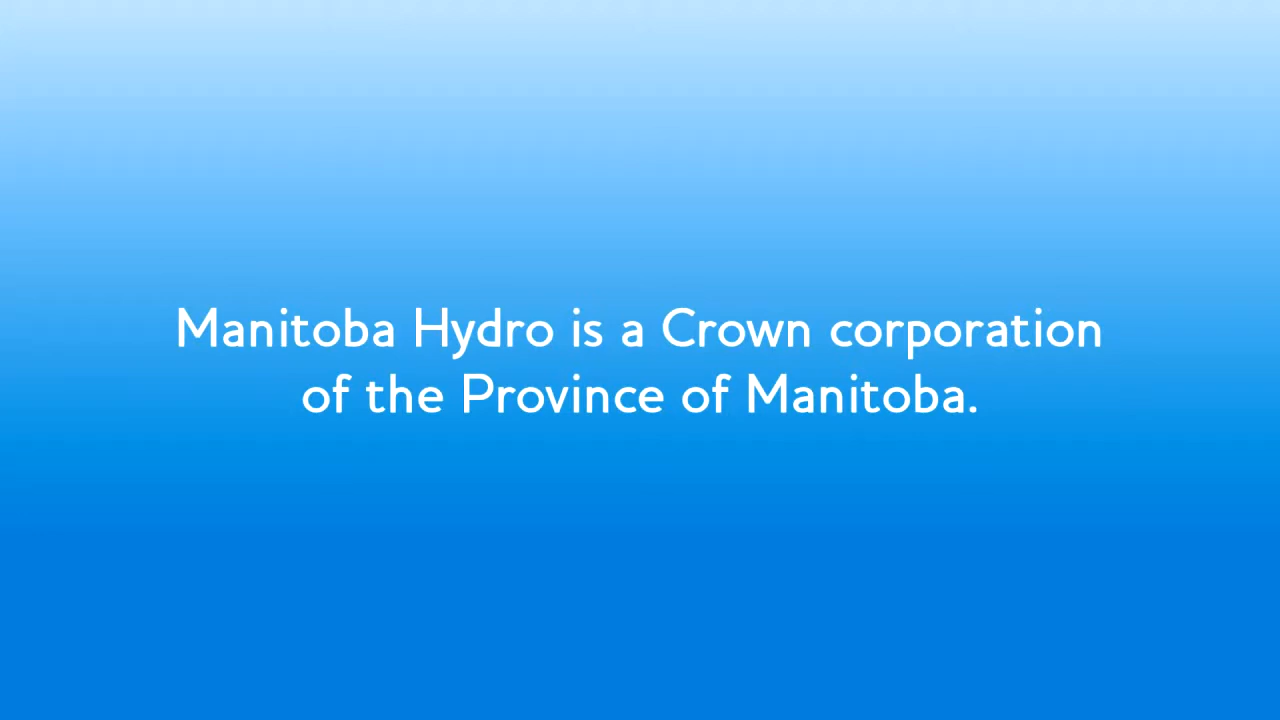 Manitoba Hydro is a Crown corporation
of the Province of Manitoba.